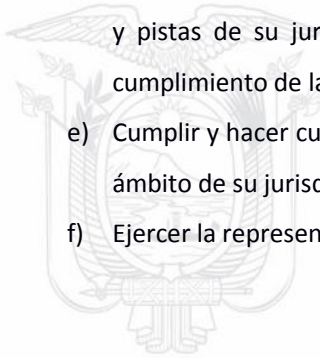 y pistas de su jur
cumplimiento de la
e) Cumplir y hacer cu
ámbito de su jurisd
f) Ejercer la represen